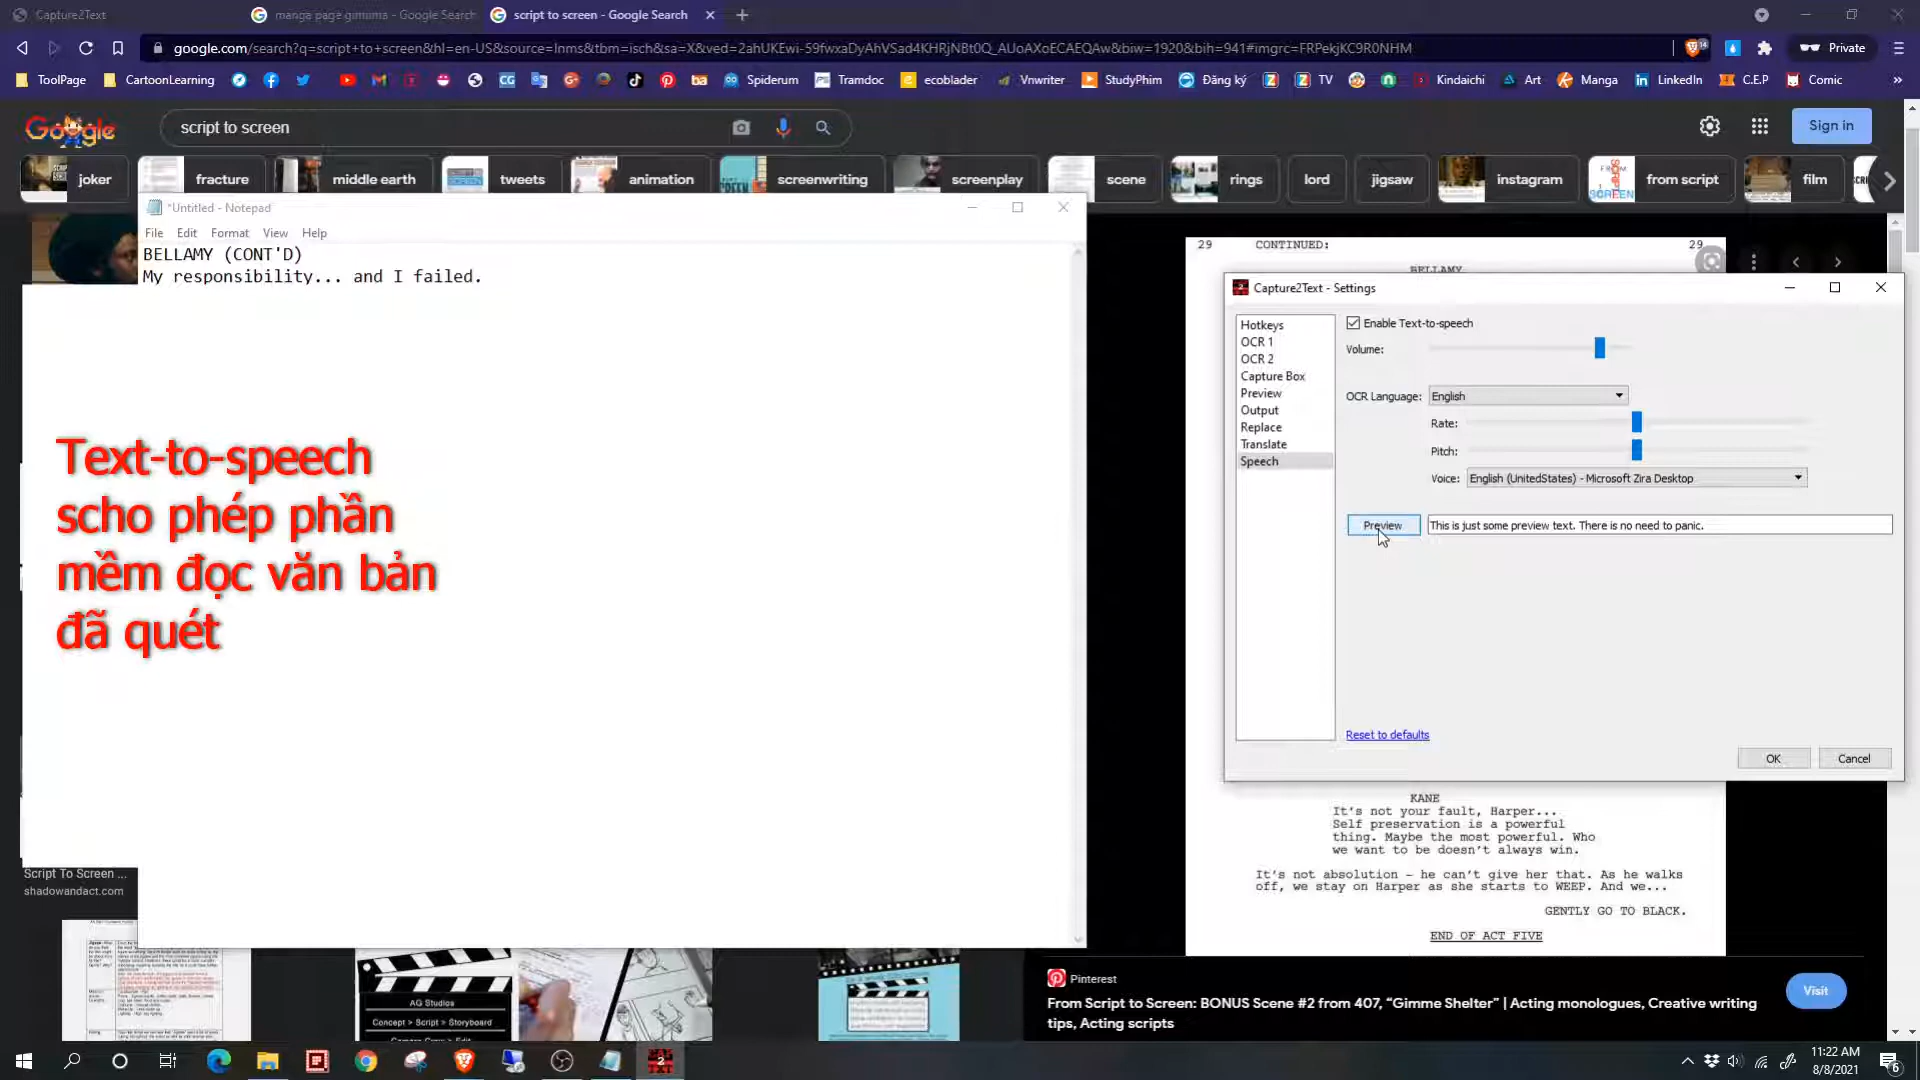 Capture2Text
manga page gintama - Google Search
script to screen - Google Search
google.com/search?q=script+to+screen&hl=en-US&source=lnms&tbm=isch&sa=X&ved=2ahUKEwi-59fwxaDyAhVSad4KHRjNBt0Q_AUoAXoECAEQAw&biw=1920&bih=941#imgrc=FRPekjKC9R0NHM
Private
ToolPage
CartoonLearning
Spiderum
Tramdoc
ecoblader
Vnwriter
StudyPhim
Đăng ký
TV
Kindaichi
Art
Manga
LinkedIn
C.E.P
Comic
Google
script to screen
Sign in
joker
fracture
middle earth
tweets
animation
screenwriting
screenplay
scene
rings
lord
jigsaw
instagram
from script
film
*Untitled - Notepad
File Edit Format View Help
BELLAMY (CONT'D)
My responsibility... and I failed.
Text-to-speech
scho phép phần
mềm đọc văn bản
đã quét
29 CONTINUED: 29
BELLAMY
Capture2Text - Settings
Hotkeys
OCR 1
OCR 2
Capture Box
Preview
Output
Replace
Translate
Speech
Enable Text-to-speech
Volume:
OCR Language: English
Rate:
Pitch:
Voice: English (UnitedStates) - Microsoft Zira Desktop
Preview This is just some preview text. There is no need to panic.
Reset to defaults
OK Cancel
KANE
It's not your fault, Harper...
Self preservation is a powerful
thing. Maybe the most powerful. Who
we want to be doesn't always win.
It's not absolution – he can't give her that. As he walks
off, we stay on Harper as she starts to WEEP. And we...
GENTLY GO TO BLACK.
END OF ACT FIVE
Script To Screen ...
shadowandact.com
AG Studios
Concept > Script > Storyboard
Pinterest
From Script to Screen: BONUS Scene #2 from 407, “Gimme Shelter” | Acting monologues, Creative writing
tips, Acting scripts
Visit
11:22 AM
8/8/2021